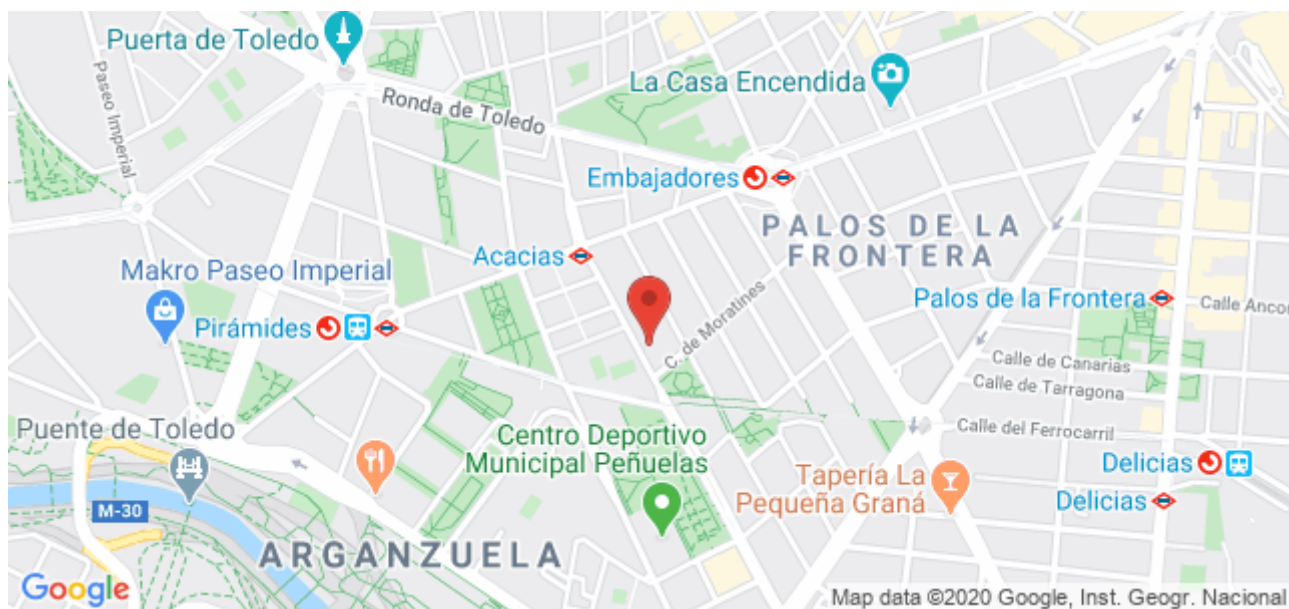 Puerta de Toledo
La Casa Encendida
Paseo Imperial
Ronda de Toledo
Embajadores
PALOS DE LA
FRONTERA
Acacias
Makro Paseo Imperial
C. de Moratines
Palos de la Frontera
Calle Ancor
Pirámides
Calle de Canarias
Calle de Tarragona
Puente de Toledo
Calle del Ferrocarril
Centro Deportivo
Municipal Peñuelas
Tapería La
Pequeña Graná
Delicias
Delicias
M-30
ARGANZUELA
Google
Map data ©2020 Google, Inst. Geogr. Nacional